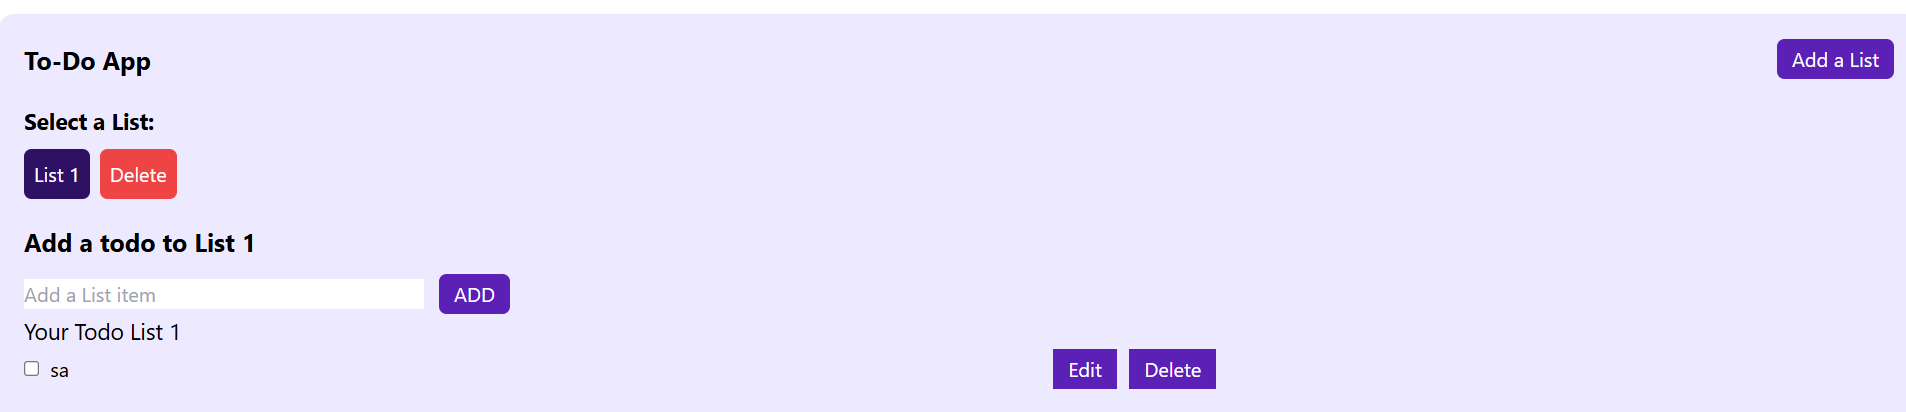 To-Do App Add a List
Select a List:
List 1 Delete
Add a todo to List 1
Add a List item ADD
Your Todo List 1
sa Edit Delete